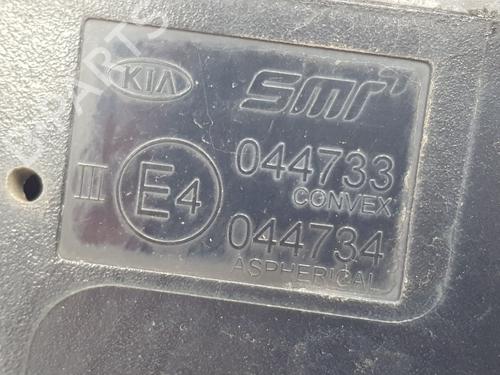 KIA SMR
III E4 044733
CONVEX
044734
ASPHERICAL